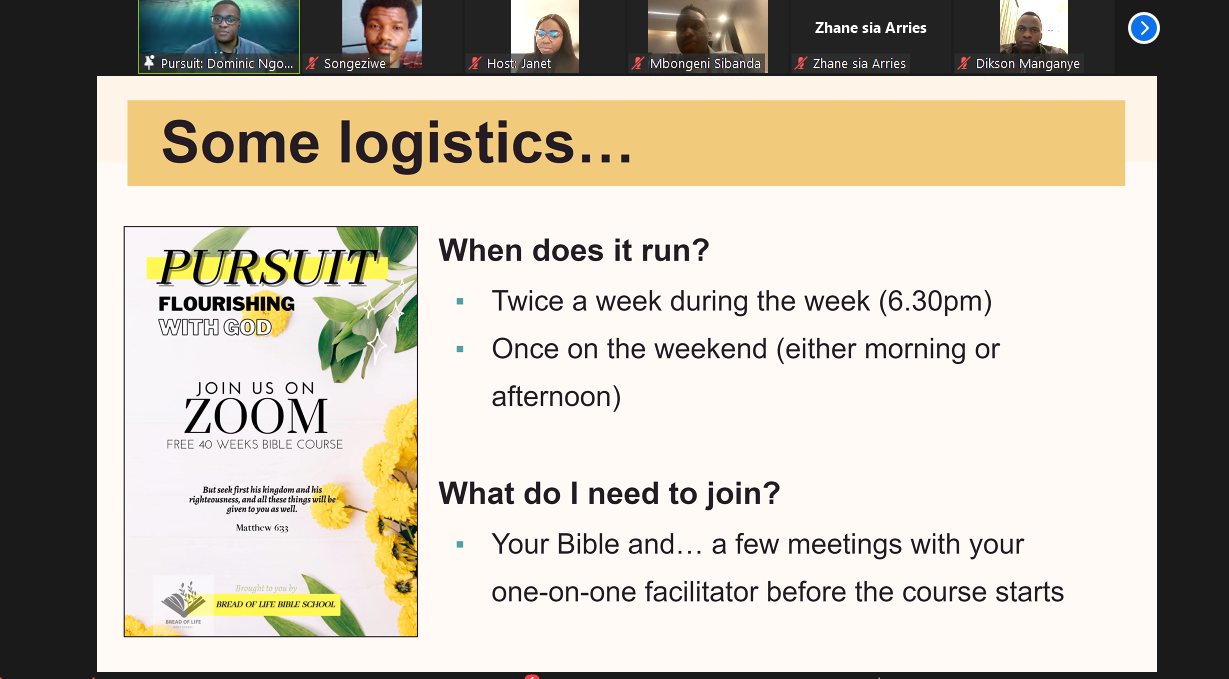 Zhane sia Arries
Pursuit: Dominic Ngo...
Songeziwe
Host: Janet
Mbongeni Sibanda
Zhane sia Arries
Dikson Manganye
Some logistics…
PURSUIT
FLOURISHING
WITH GOD
JOIN US ON
ZOOM
FREE 40 WEEKS BIBLE COURSE
But seek first his kingdom and his
righteousness, and all these things will be
given to you as well.
Matthew 6:33
Brought to you by
BREAD OF LIFE BIBLE SCHOOL
BREAD OF LIFE
When does it run?
▪ Twice a week during the week (6.30pm)
▪ Once on the weekend (either morning or
afternoon)
What do I need to join?
▪ Your Bible and… a few meetings with your
one-on-one facilitator before the course starts